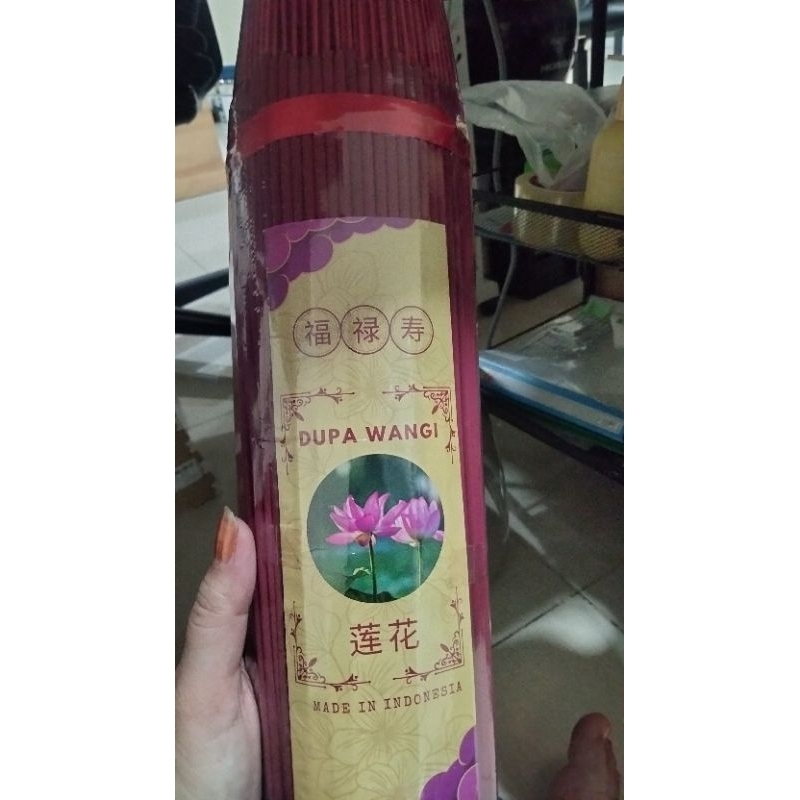 福禄寿
DUPA WANGI
莲花
MADE IN INDONESIA